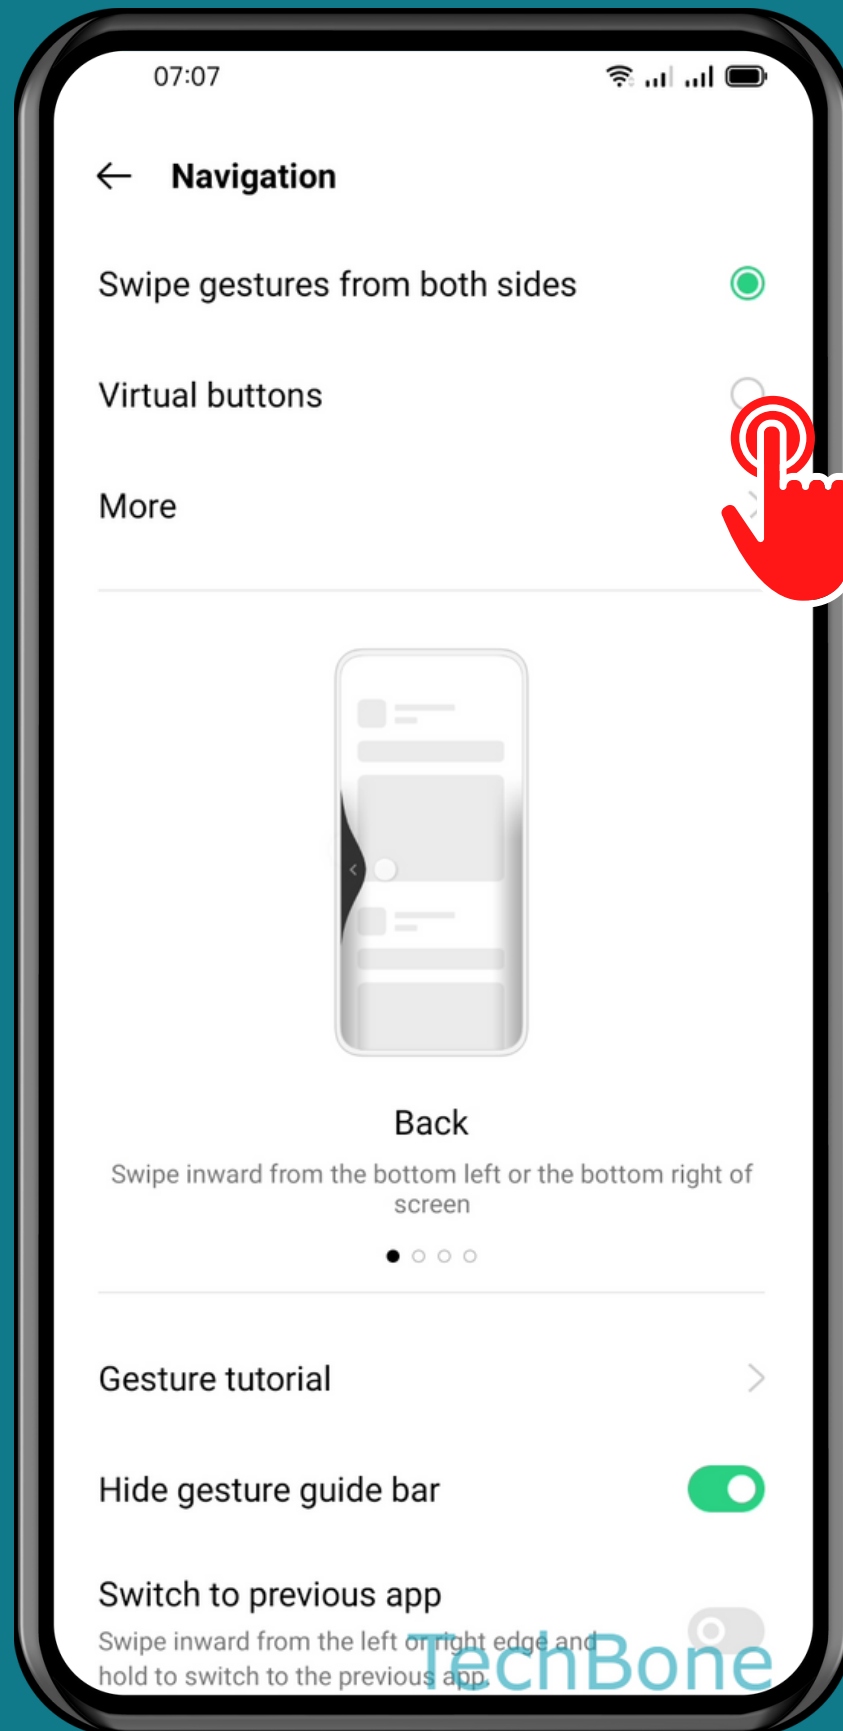 07:07
Navigation
Swipe gestures from both sides
Virtual buttons
More
Back
Swipe inward from the bottom left or the bottom right of
screen
Gesture tutorial
Hide gesture guide bar
Switch to previous app
Swipe inward from the left or right edge and
hold to switch to the previous app.
TechBone